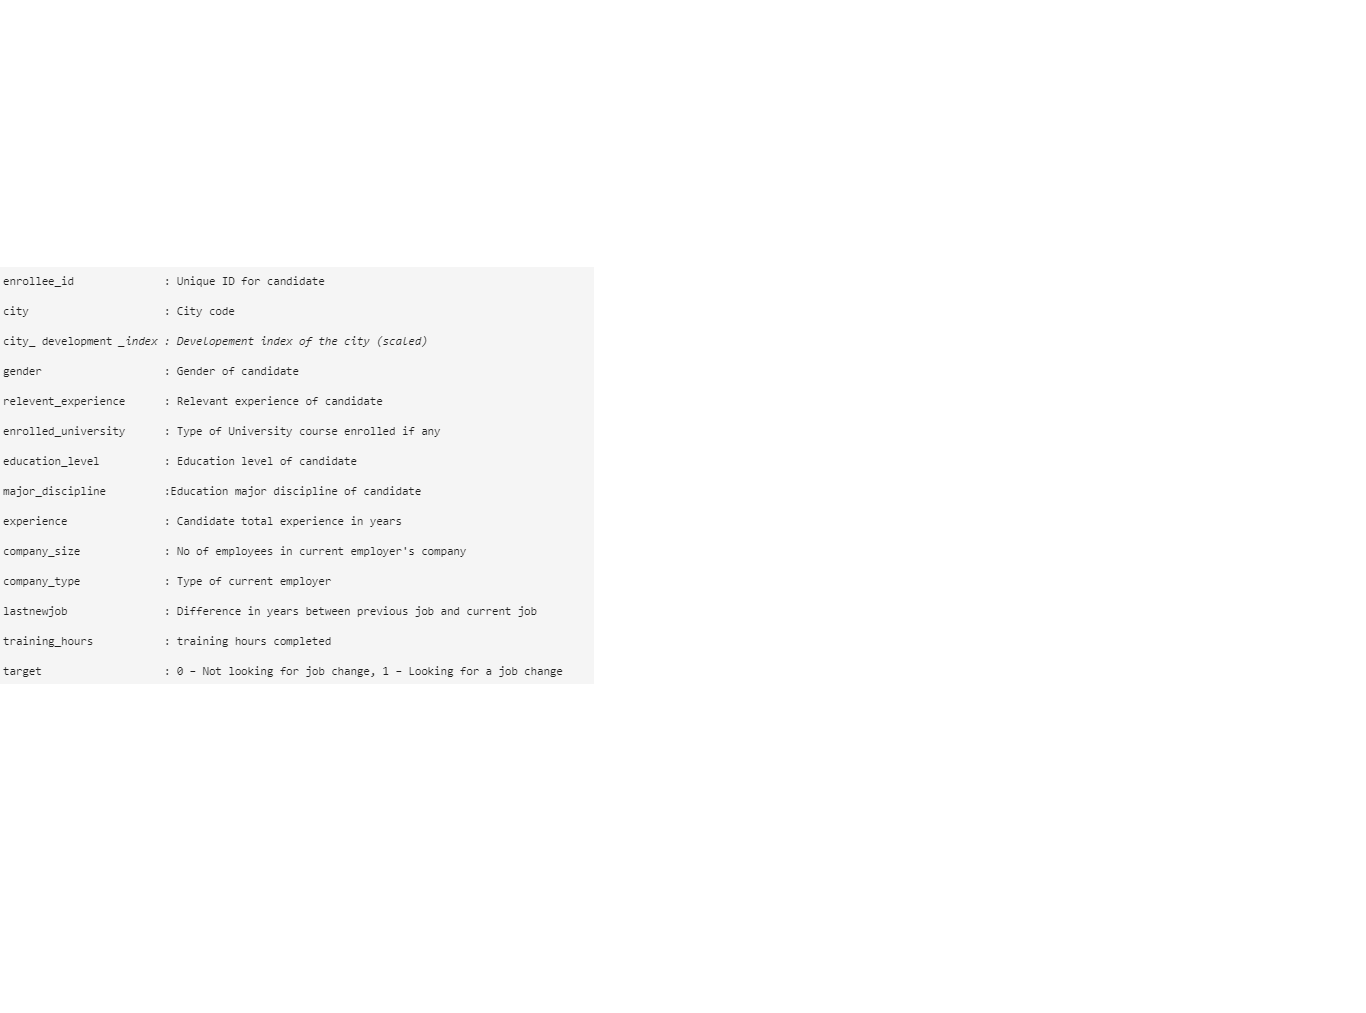 enrollee_id : Unique ID for candidate
city : City code
city_ development _index : Developement index of the city (scaled)
gender : Gender of candidate
relevent_experience : Relevant experience of candidate
enrolled_university : Type of University course enrolled if any
education_level : Education level of candidate
major_discipline :Education major discipline of candidate
experience : Candidate total experience in years
company_size : No of employees in current employer's company
company_type : Type of current employer
lastnewjob : Difference in years between previous job and current job
training_hours : training hours completed
target : 0 – Not looking for job change, 1 – Looking for a job change